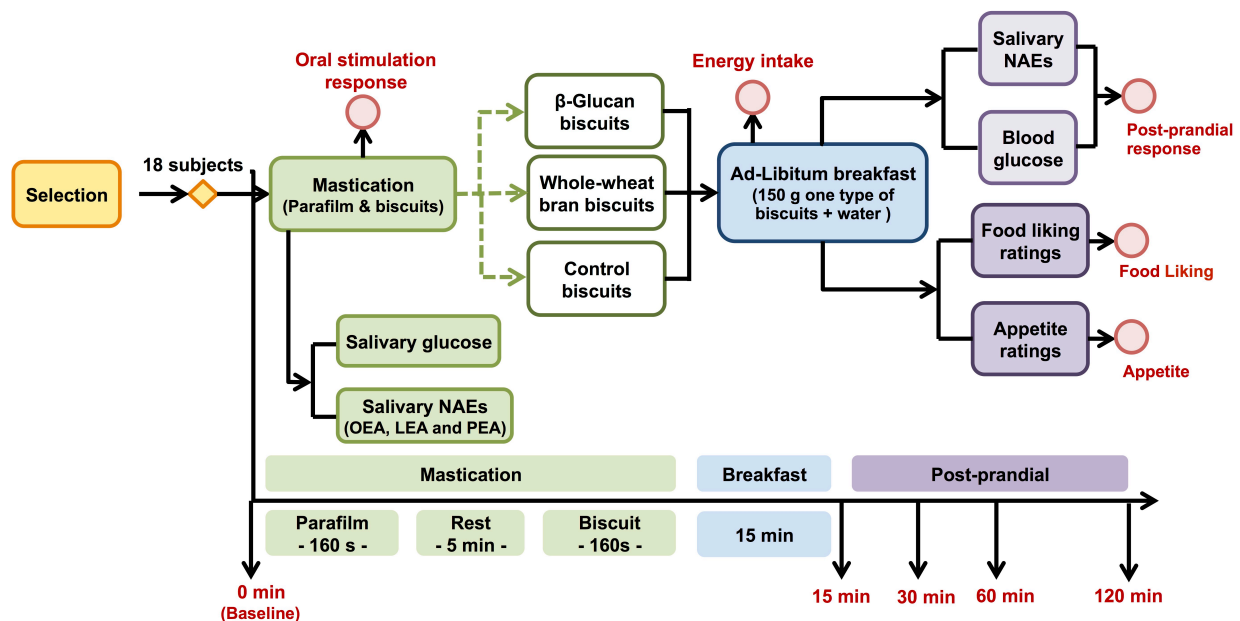 Selection
18 subjects
Oral stimulation
response
Mastication
(Parafilm & biscuits)
Salivary glucose
Salivary NAEs
(OEA, LEA and PEA)
β-Glucan
biscuits
Whole-wheat
bran biscuits
Control
biscuits
Energy intake
Ad-Libitum breakfast
(150 g one type of
biscuits + water )
Salivary
NAEs
Blood
glucose
Post-prandial
response
Food liking
ratings
Food Liking
Appetite
ratings
Appetite
Mastication
Breakfast
Post-prandial
Parafilm
- 160 s -
Rest
- 5 min -
Biscuit
- 160s -
15 min
0 min
(Baseline)
15 min
30 min
60 min
120 min